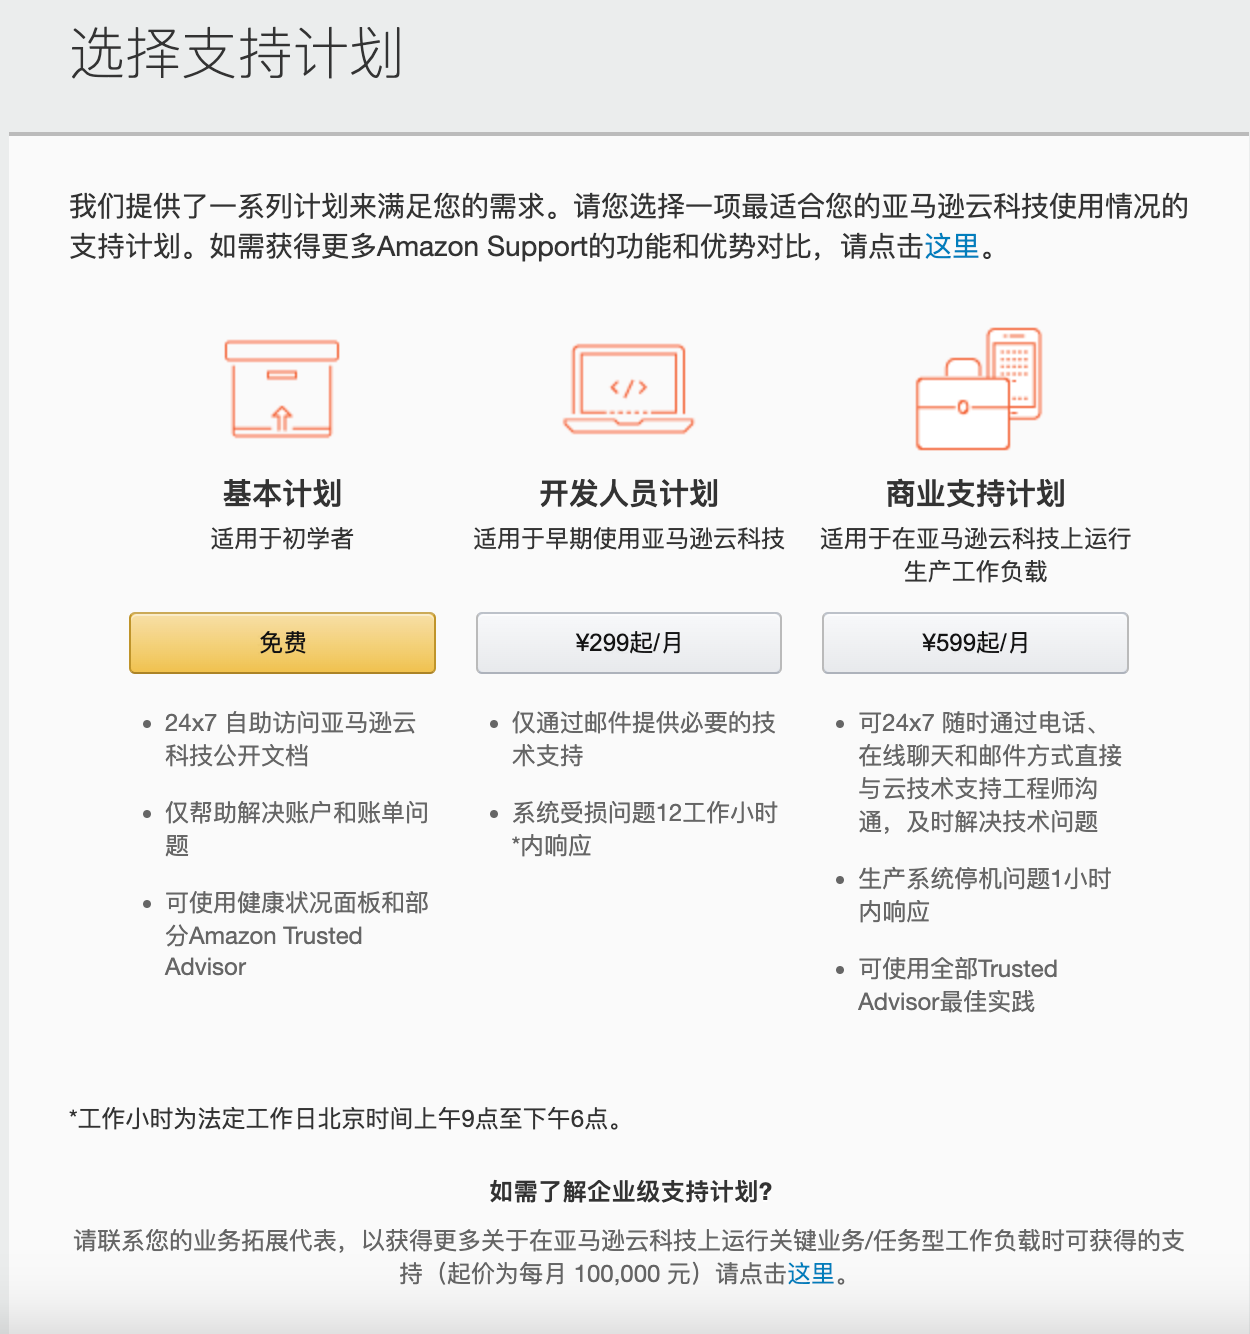 选择支持计划
我们提供了一系列计划来满足您的需求。请您选择一项最适合您的亚马逊云科技使用情况的
支持计划。如需获得更多Amazon Support的功能和优势对比，请点击这里。
基本计划
适用于初学者
免费
• 24x7 自助访问亚马逊云
科技公开文档
• 仅帮助解决账户和账单问
题
• 可使用健康状况面板和部
分Amazon Trusted
Advisor
开发人员计划
适用于早期使用亚马逊云科技
¥299起/月
• 仅通过邮件提供必要的技
术支持
• 系统受损问题12工作小时
*内响应
商业支持计划
适用于在亚马逊云科技上运行
生产工作负载
¥599起/月
• 可24x7 随时通过电话、
在线聊天和邮件方式直接
与云技术支持工程师沟
通，及时解决技术问题
• 生产系统停机问题1小时
内响应
• 可使用全部Trusted
Advisor最佳实践
*工作小时为法定工作日北京时间上午9点至下午6点。
如需了解企业级支持计划?
请联系您的业务拓展代表，以获得更多关于在亚马逊云科技上运行关键业务/任务型工作负载时可获得的支
持（起价为每月 100,000 元）请点击这里。